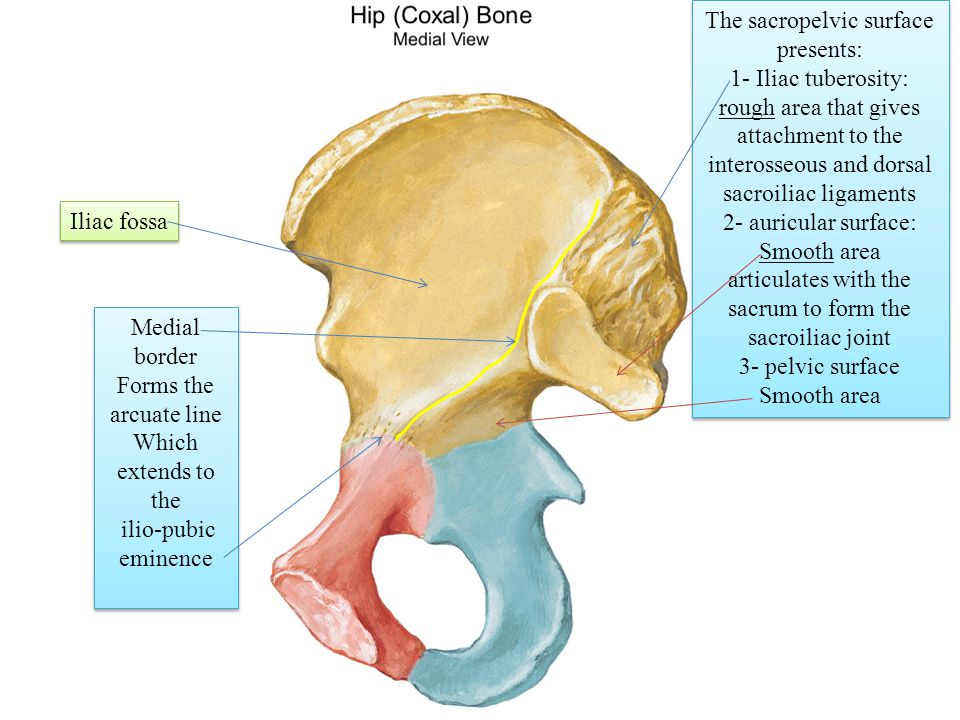 Hip (Coxal) Bone
Medial View
The sacropelvic surface
presents:
1- Iliac tuberosity:
rough area that gives
attachment to the
interosseous and dorsal
sacroiliac ligaments
2- auricular surface:
Smooth area
articulates with the
sacrum to form the
sacroiliac joint
3- pelvic surface
Smooth area
Iliac fossa
Medial
border
Forms the
arcuate line
Which
extends to
the
ilio-pubic
eminence